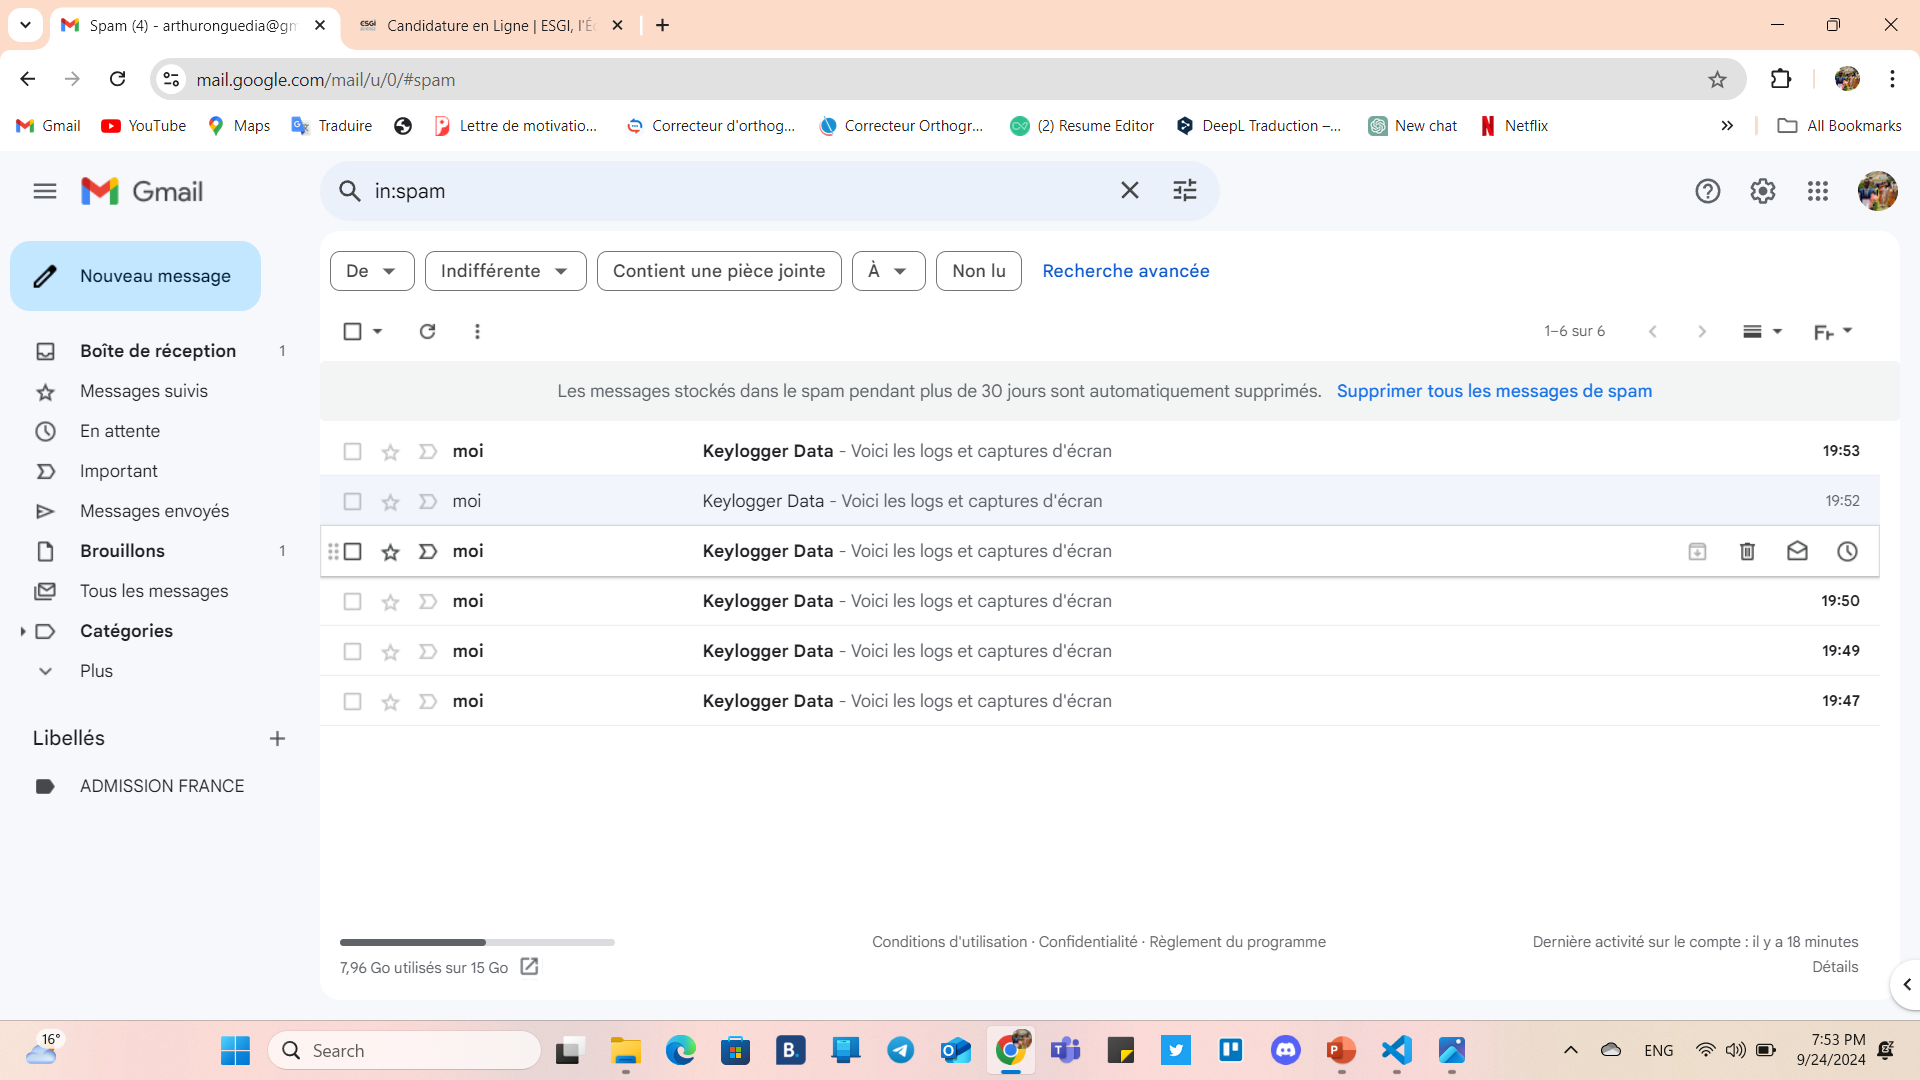 Spam (4) - arthuronguedia@gm
Candidature en Ligne | ESGI, l'É
mail.google.com/mail/u/0/#spam
Gmail
YouTube
Maps
Traduire
Lettre de motivatio...
Correcteur d'orthog...
Correcteur Orthogr...
(2) Resume Editor
DeepL Traduction –...
New chat
Netflix
All Bookmarks
Gmail
in:spam
Nouveau message
De
Indifférente
Contient une pièce jointe
À
Non lu
Recherche avancée
1–6 sur 6
Boîte de réception 1
Messages suivis
En attente
Important
Messages envoyés
Brouillons 1
Tous les messages
Catégories
Plus
Libellés
ADMISSION FRANCE
Les messages stockés dans le spam pendant plus de 30 jours sont automatiquement supprimés. Supprimer tous les messages de spam
moi Keylogger Data - Voici les logs et captures d'écran 19:53
moi Keylogger Data - Voici les logs et captures d'écran 19:52
moi Keylogger Data - Voici les logs et captures d'écran
moi Keylogger Data - Voici les logs et captures d'écran 19:50
moi Keylogger Data - Voici les logs et captures d'écran 19:49
moi Keylogger Data - Voici les logs et captures d'écran 19:47
7,96 Go utilisés sur 15 Go
Conditions d'utilisation · Confidentialité · Règlement du programme
Dernière activité sur le compte : il y a 18 minutes
Détails
16°
Search
ENG
7:53 PM
9/24/2024